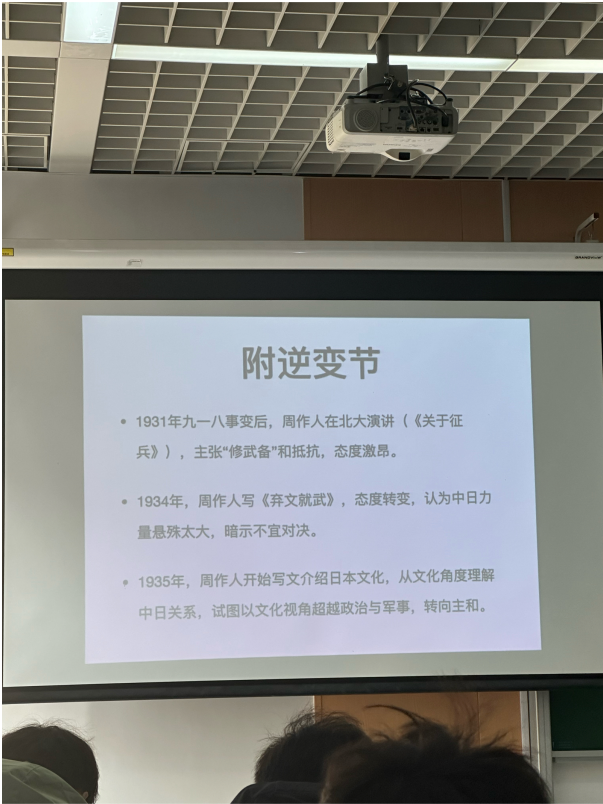 附逆变节
• 1931年九一八事变后，周作人在北大演讲（《关于征
兵》），主张“修武备”和抵抗，态度激昂。
• 1934年，周作人写《弃文就武》，态度转变，认为中日力
量悬殊太大，暗示不宜对决。
• 1935年，周作人开始写文介绍日本文化，从文化角度理解
中日关系，试图以文化视角超越政治与军事，转向主和。